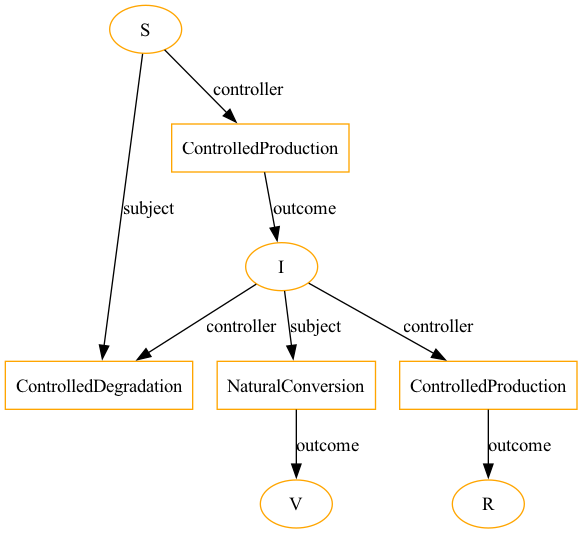 S
controller
ControlledProduction
subject
outcome
I
controller
subject
controller
ControlledDegradation
NaturalConversion
ControlledProduction
outcome
outcome
V
R